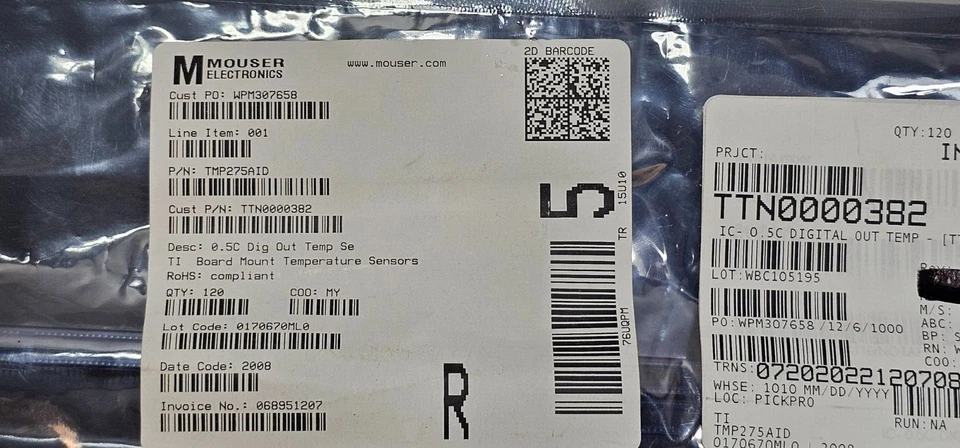 MOUSER
ELECTRONICS
www.mouser.com
2D BARCODE
Cust PO: WPM307658
Line Item: 001
P/N: TMP275AID
Cust P/N: TTN0000382
Desc: 0.5C Dig Out Temp Se
TI Board Mount Temperature Sensors
RoHS: compliant
QTY: 120 COO: MY
Lot Code: 0170670ML0
Date Code: 2008
Invoice No.: 068951207
R
5
15U10
TR
76UQPM
QTY:120
PRJCT:
TTN0000382
IC- 0.5C DIGITAL OUT TEMP - [T
LOT:WBC105195
M/S:
PO:WPM307658/12/6/1000
ABC:
BP: S
RN: W
COO:
TRNS:07202022120708
WHSE: 1010 MM/DD/YYYY
LOC: PICKPRO
RUN:NA
TI
TMP275AID
0170670ML0 | 2008